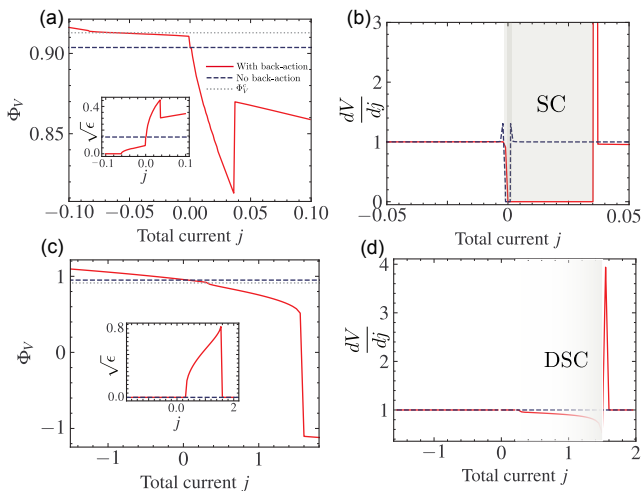 (a)
Φ_V
0.90
0.85
−0.10
−0.05
0.00
0.05
0.10
Total current j
With back-action
No back-action
Φ_V^c
√ϵ
0.4
0.0
−0.1
0.0
0.1
j
(b)
dV/dj
3
2
1
0
−0.05
0
0.05
Total current j
SC
(c)
Φ_V
1
0
−1
−1
0
1
Total current j
√ϵ
0.8
0.0
0
2
j
(d)
dV/dj
4
3
2
1
−1
0
1
2
Total current j
DSC